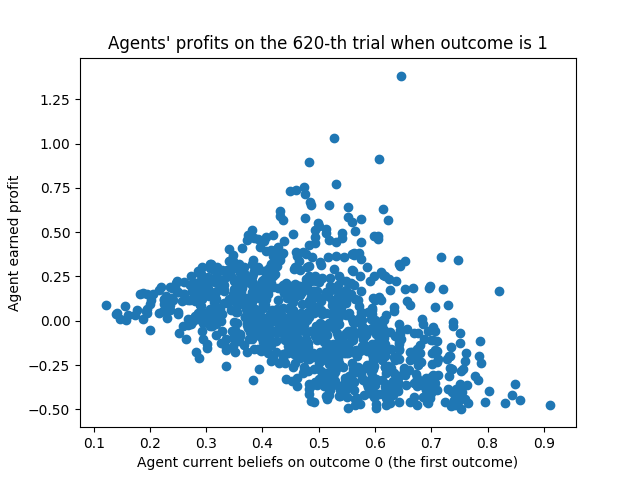 Agents' profits on the 620-th trial when outcome is 1
1.25
1.00
0.75
0.50
0.25
0.00
−0.25
−0.50
Agent earned profit
0.1 0.2 0.3 0.4 0.5 0.6 0.7 0.8 0.9
Agent current beliefs on outcome 0 (the first outcome)